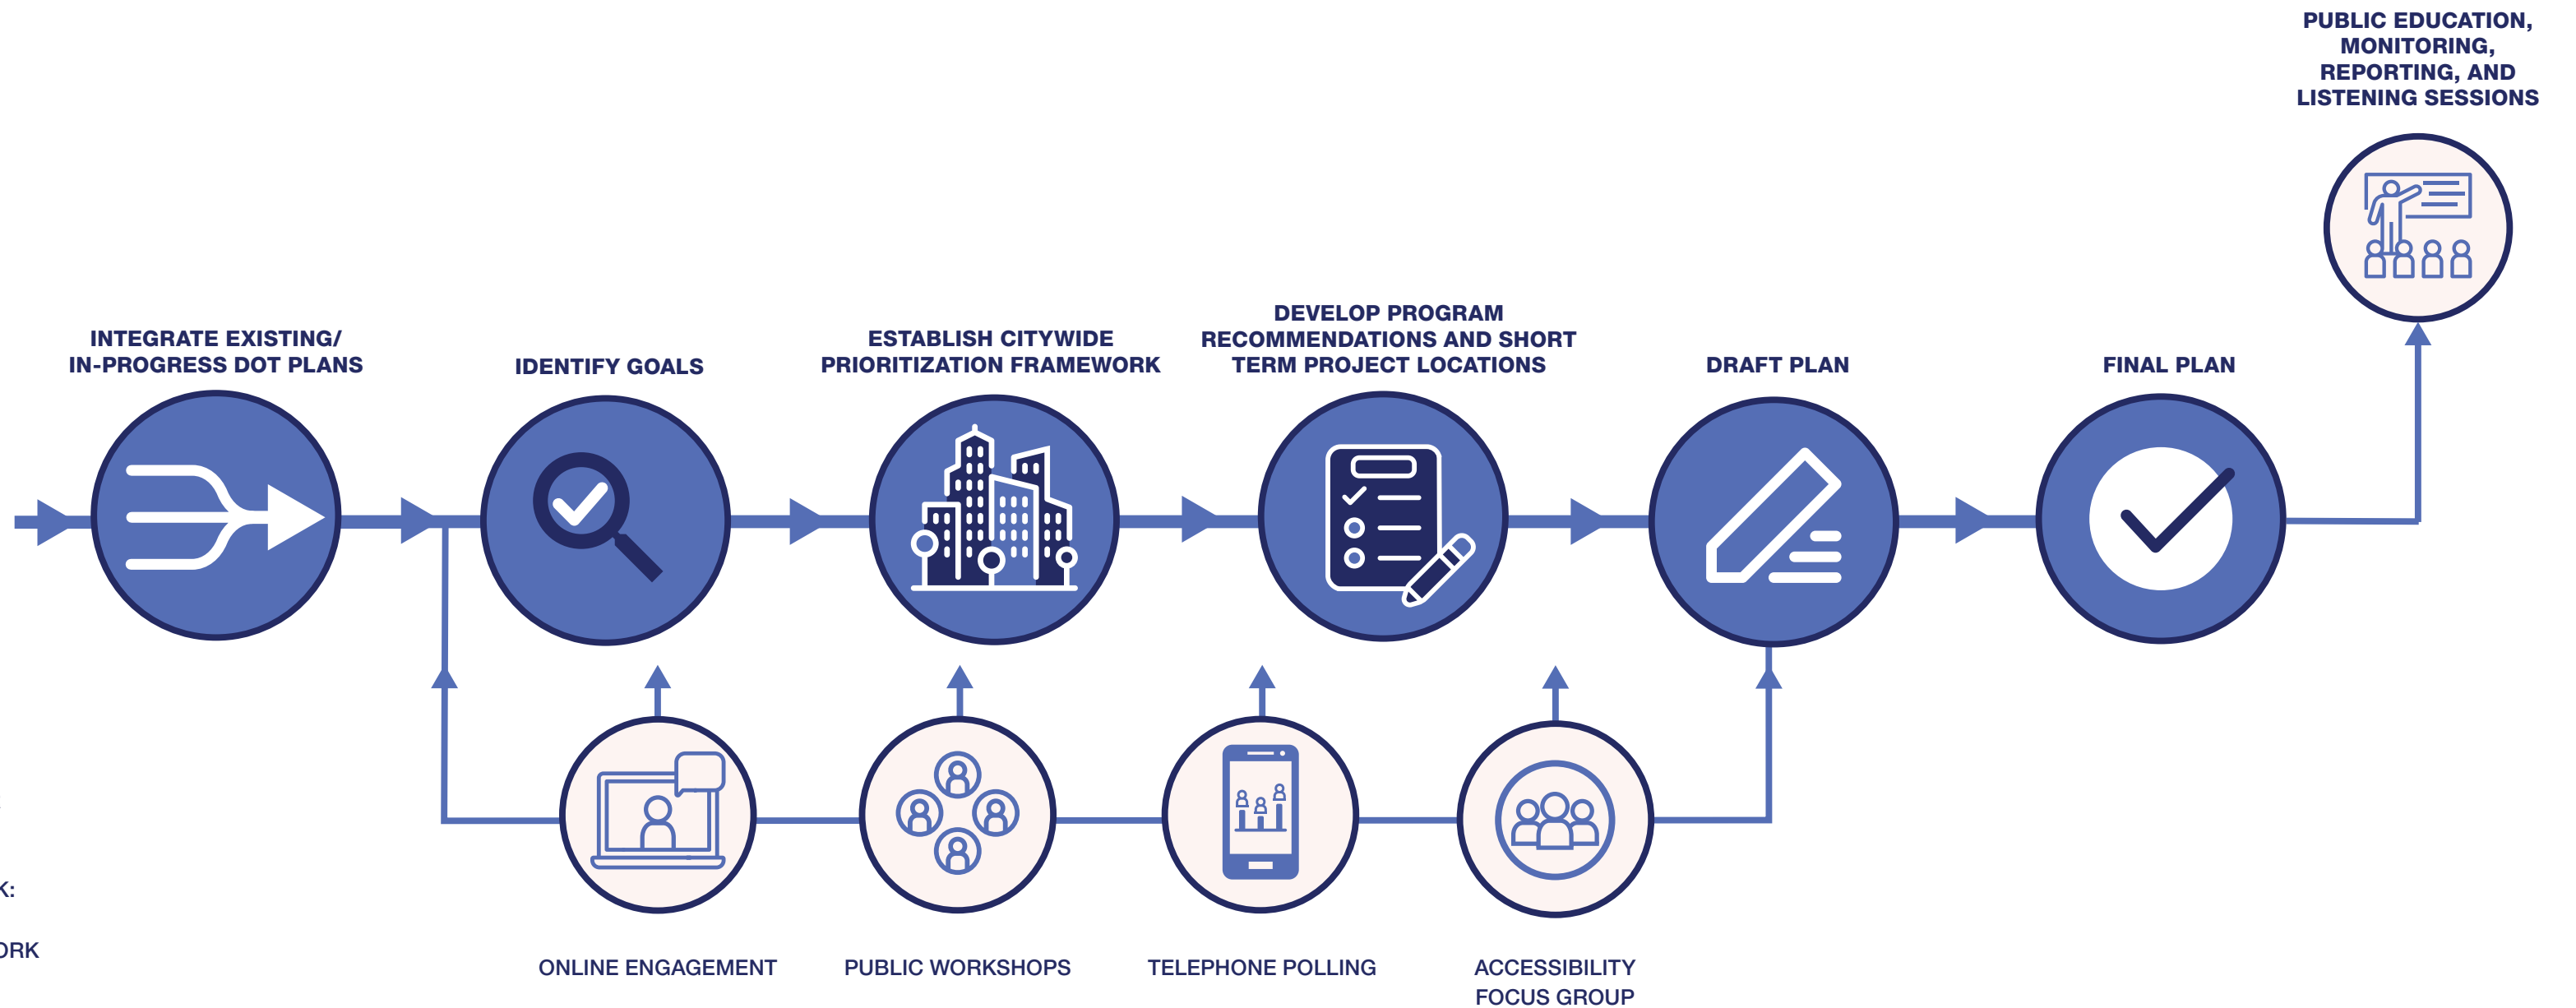 PUBLIC EDUCATION,
MONITORING,
REPORTING, AND
LISTENING SESSIONS
INTEGRATE EXISTING/
IN-PROGRESS DOT PLANS
IDENTIFY GOALS
ESTABLISH CITYWIDE
PRIORITIZATION FRAMEWORK
DEVELOP PROGRAM
RECOMMENDATIONS AND SHORT
TERM PROJECT LOCATIONS
DRAFT PLAN
FINAL PLAN
K:
ORK
ONLINE ENGAGEMENT
PUBLIC WORKSHOPS
TELEPHONE POLLING
ACCESSIBILITY
FOCUS GROUP